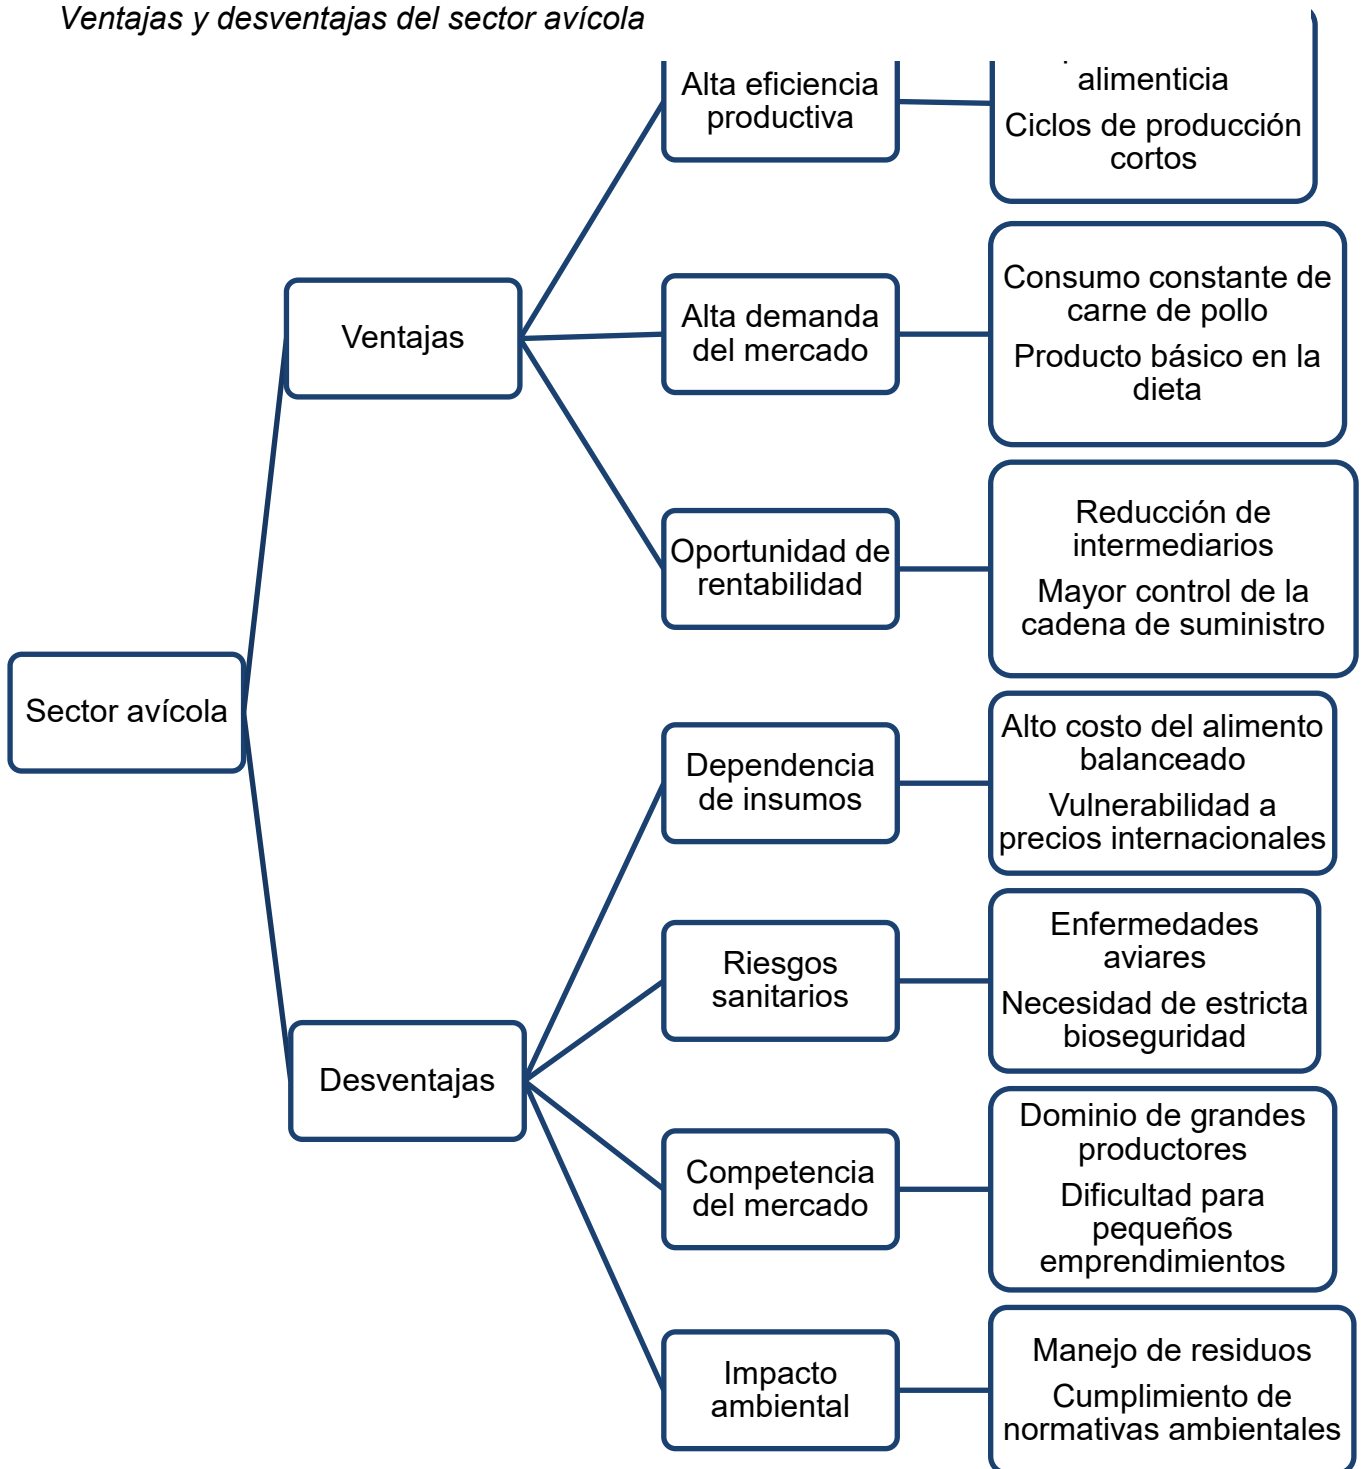 Ventajas y desventajas del sector avícola
Alta eficiencia
productiva
alimenticia
Ciclos de producción
cortos
Ventajas
Alta demanda
del mercado
Consumo constante de
carne de pollo
Producto básico en la
dieta
Oportunidad de
rentabilidad
Reducción de
intermediarios
Mayor control de la
cadena de suministro
Sector avícola
Dependencia
de insumos
Alto costo del alimento
balanceado
Vulnerabilidad a
precios internacionales
Riesgos
sanitarios
Enfermedades
aviares
Necesidad de estricta
bioseguridad
Desventajas
Competencia
del mercado
Dominio de grandes
productores
Dificultad para
pequeños
emprendimientos
Impacto
ambiental
Manejo de residuos
Cumplimiento de
normativas ambientales